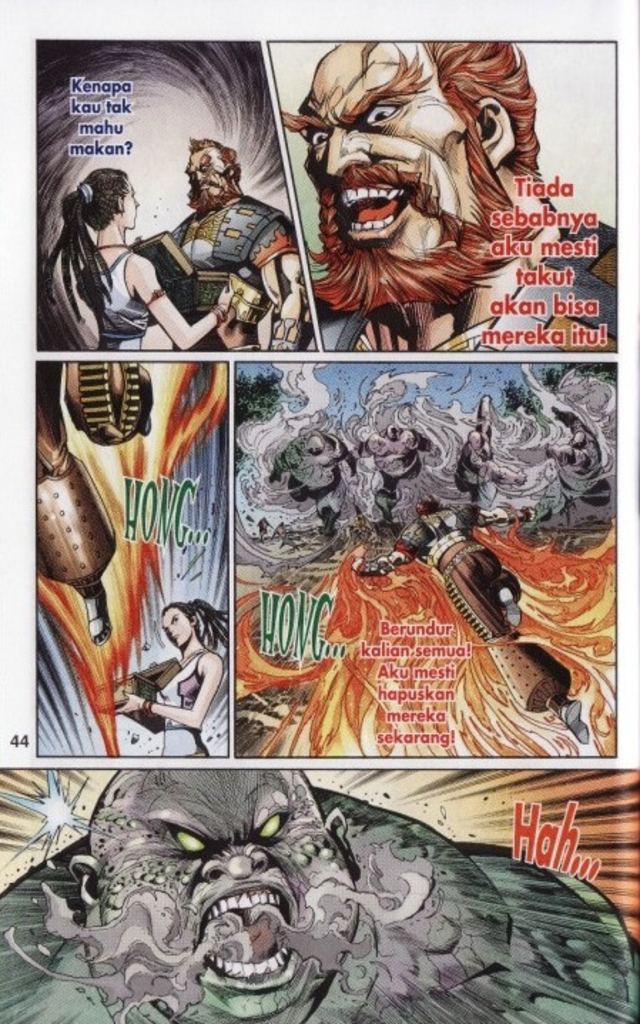 Kenapa
kau tak
mahu
makan?
Tiada
sebabnya
aku mesti
takut
akan bisa
mereka itu!
HONG...
HONG...
Berundur
kalian semua!
Aku mesti
hapuskan
mereka
sekarang!
44
Hah...